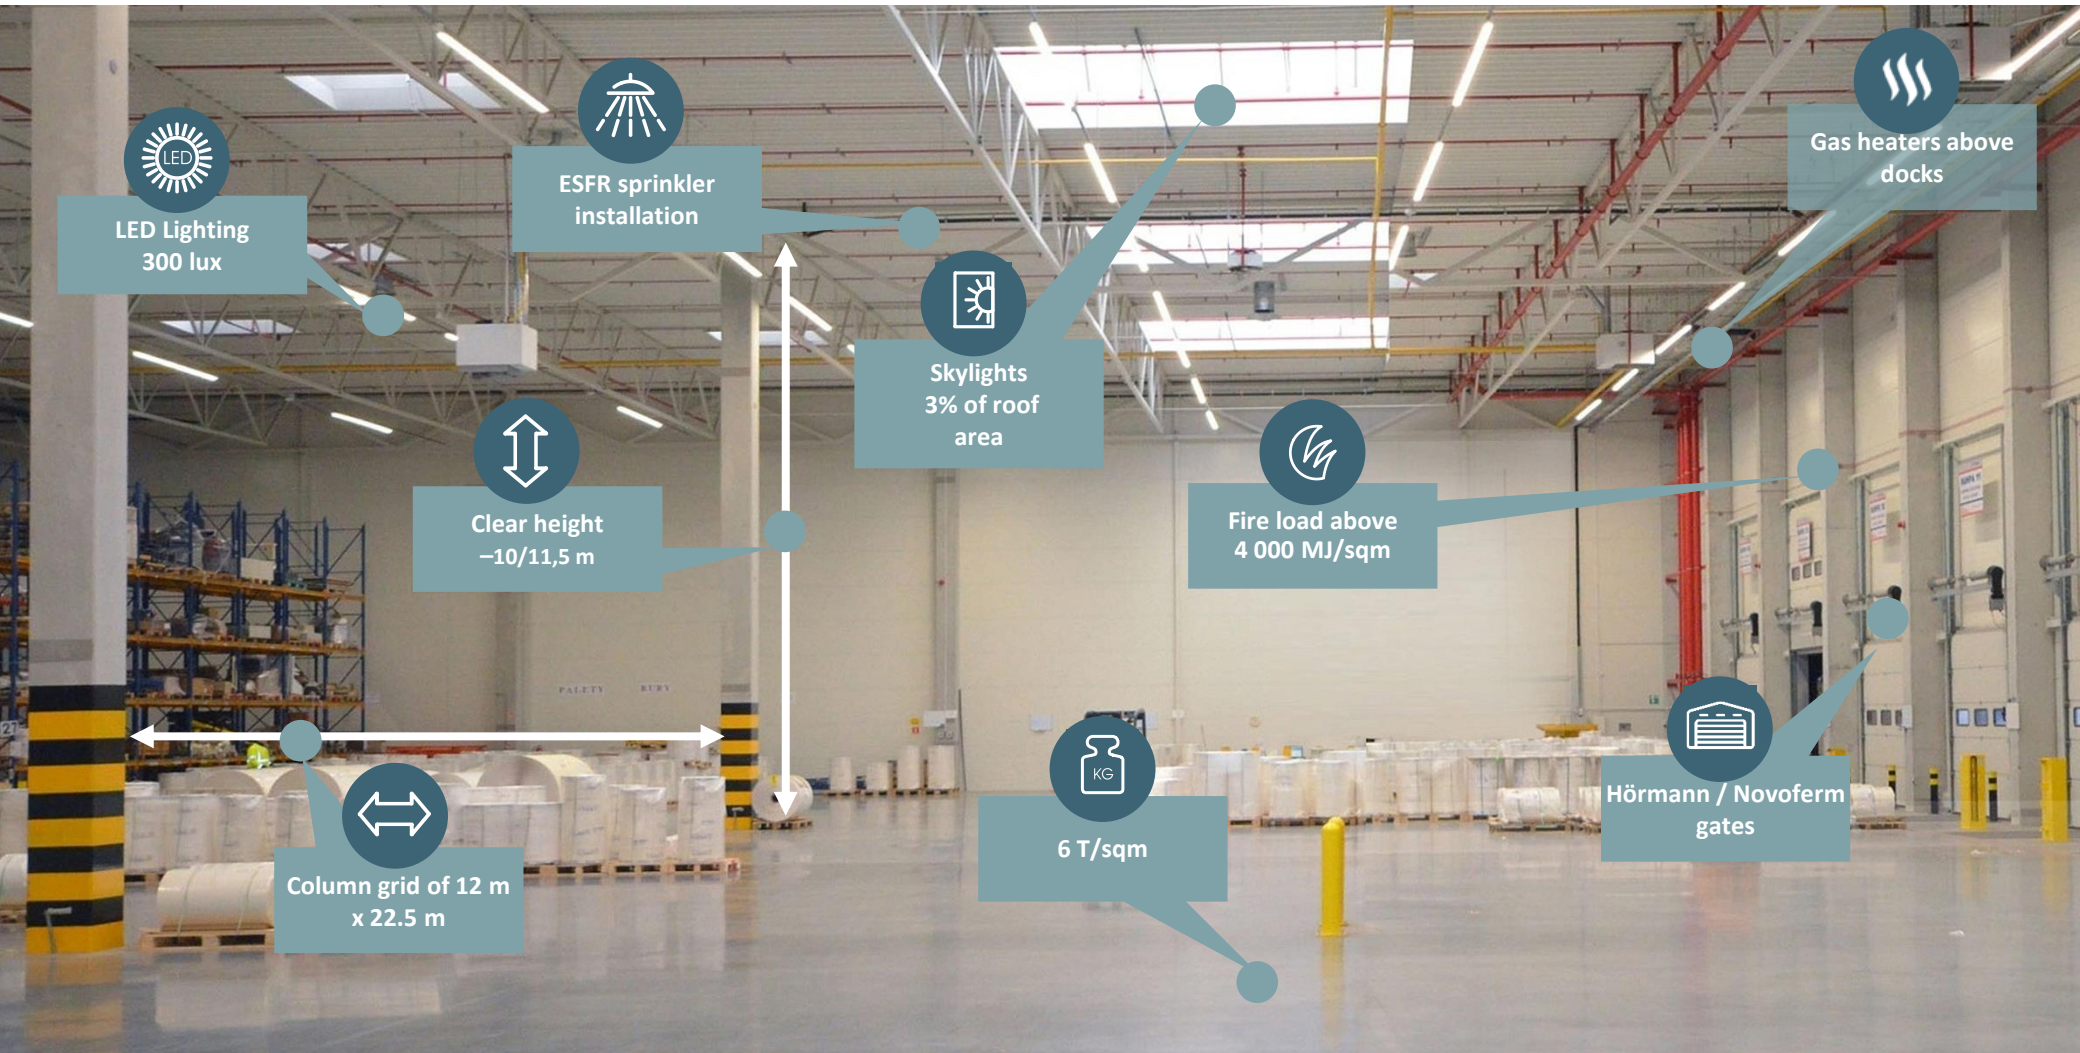 LED
LED Lighting
300 lux
ESFR sprinkler
installation
Gas heaters above
docks
Skylights
3% of roof
area
Clear height
–10/11,5 m
Fire load above
4 000 MJ/sqm
PALETY BURY
27
KG
6 T/sqm
Hörmann / Novoferm
gates
Column grid of 12 m
x 22.5 m